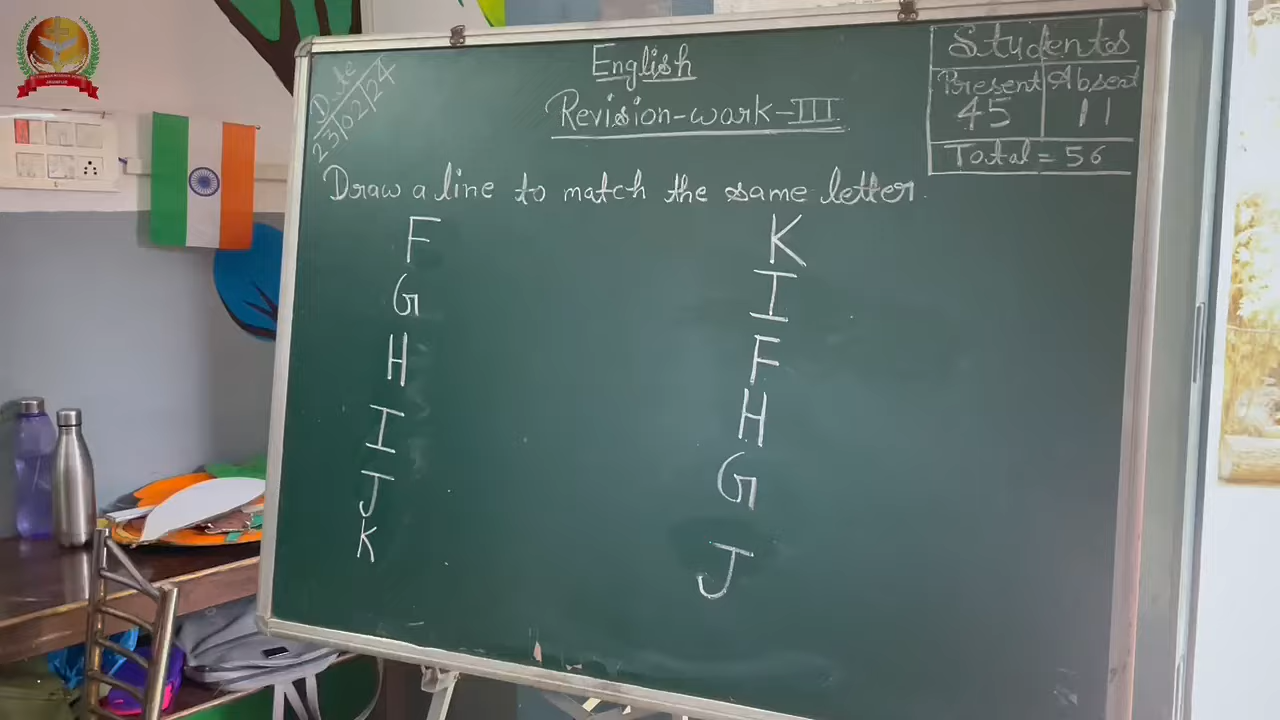 Date
23/02/24
English
Revision-work-III
Students
Present Absent
45 11
Total = 56
Draw a line to match the same letter.
F K
G I
H F
I H
J G
K J